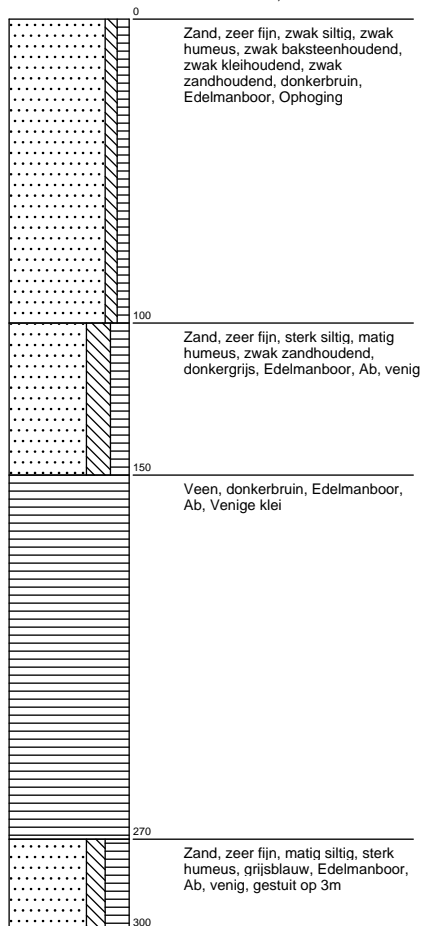 0
Zand, zeer fijn, zwak siltig, zwak
humeus, zwak baksteenhoudend,
zwak kleihoudend, zwak
zandhoudend, donkerbruin,
Edelmanboor, Ophoging
100
Zand, zeer fijn, sterk siltig, matig
humeus, zwak zandhoudend,
donkergrijs, Edelmanboor, Ab, venig
150
Veen, donkerbruin, Edelmanboor,
Ab, Venige klei
270
Zand, zeer fijn, matig siltig, sterk
humeus, grijsblauw, Edelmanboor,
Ab, venig, gestuit op 3m
300